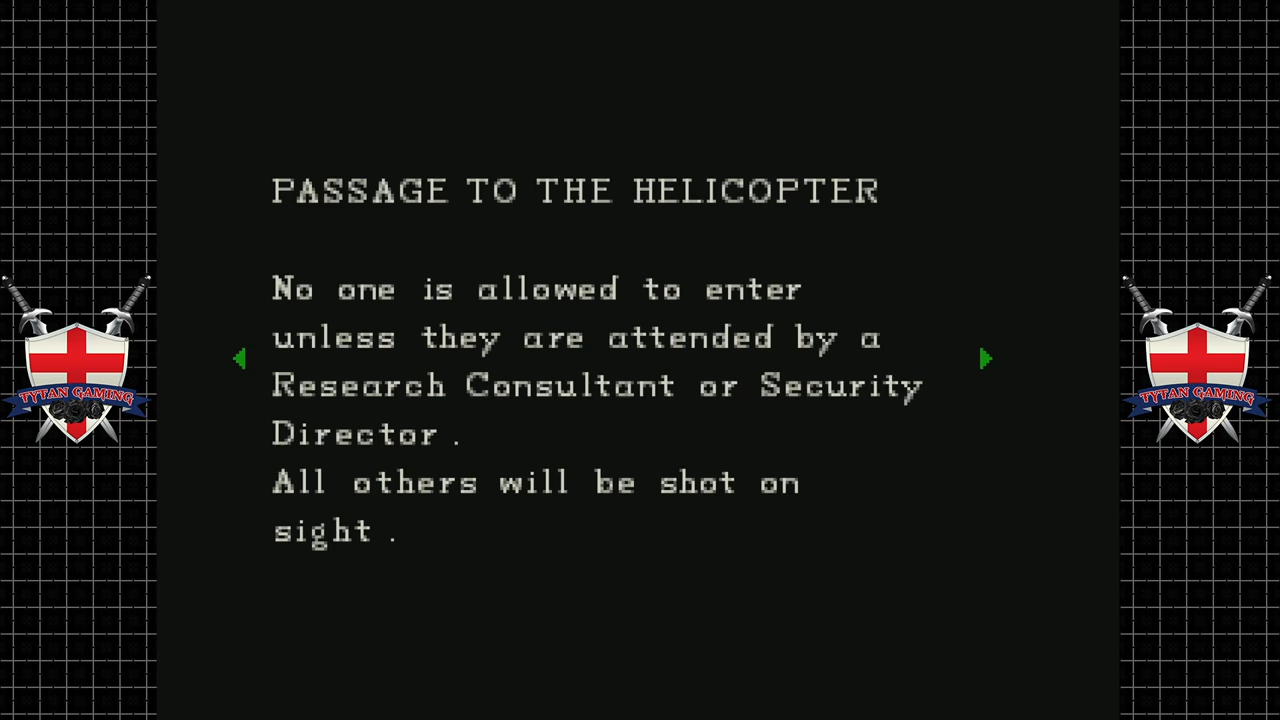 PASSAGE TO THE HELICOPTER
No one is allowed to enter
unless they are attended by a
Research Consultant or Security
Director.
All others will be shot on
sight.
TYTAN GAMING
TYTAN GAMING